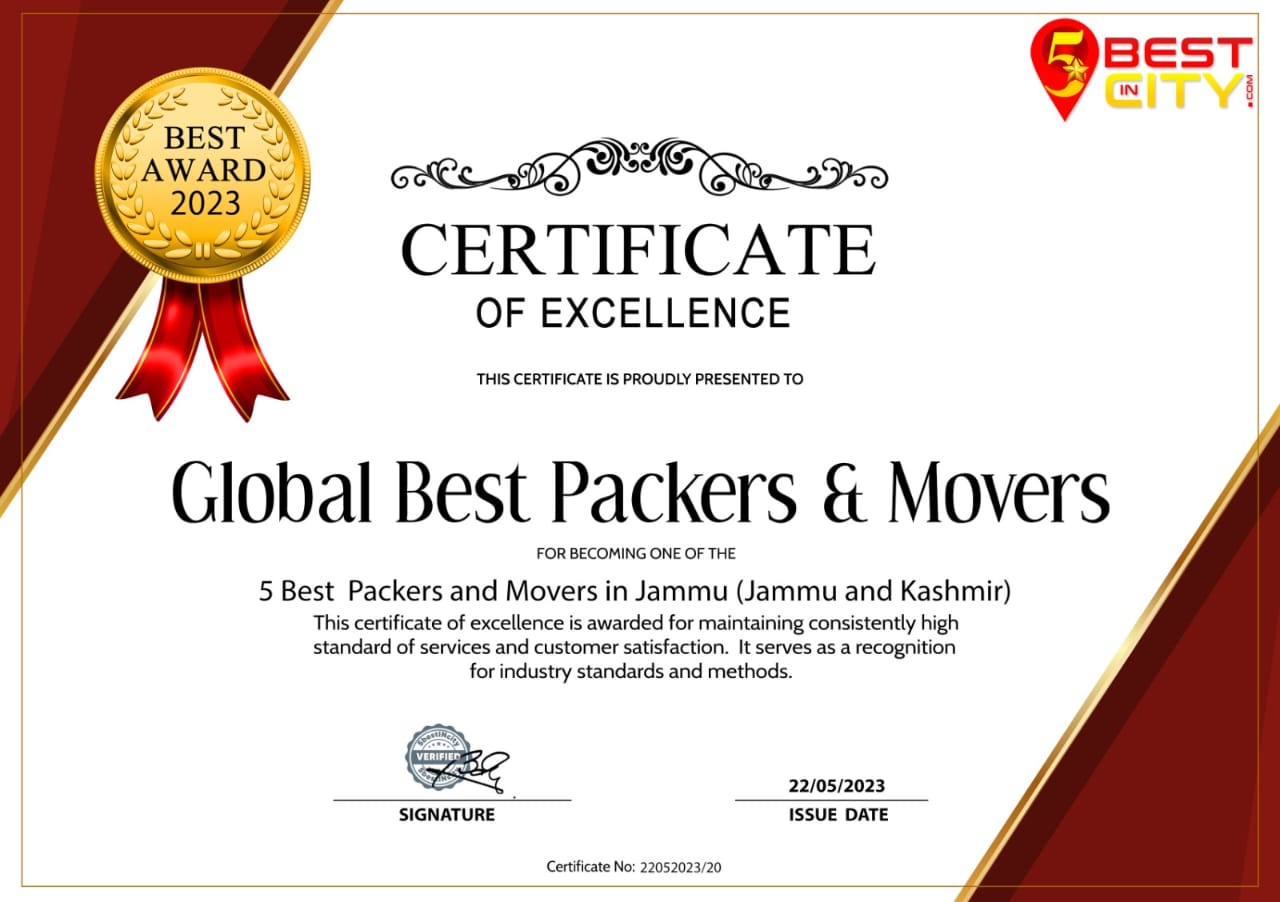 5 BEST
IN CITY.COM
BEST
AWARD
2023
CERTIFICATE
OF EXCELLENCE
THIS CERTIFICATE IS PROUDLY PRESENTED TO
Global Best Packers & Movers
FOR BECOMING ONE OF THE
5 Best Packers and Movers in Jammu (Jammu and Kashmir)
This certificate of excellence is awarded for maintaining consistently high
standard of services and customer satisfaction. It serves as a recognition
for industry standards and methods.
5bestINcity
VERIFIED
22/05/2023
SIGNATURE
ISSUE DATE
Certificate No: 22052023/20